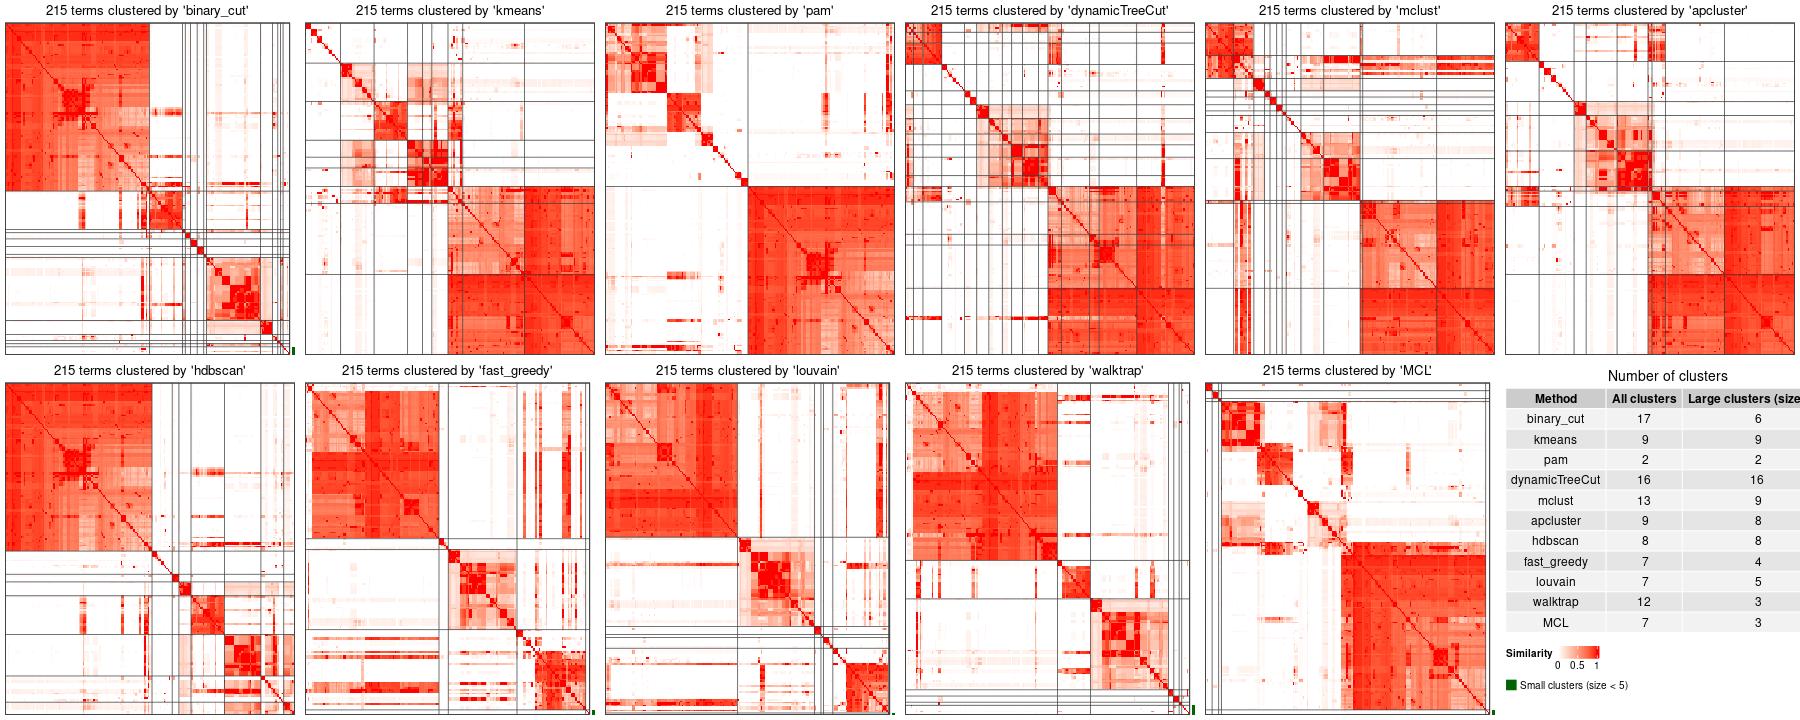 215 terms clustered by 'binary_cut'
215 terms clustered by 'kmeans'
215 terms clustered by 'pam'
215 terms clustered by 'dynamicTreeCut'
215 terms clustered by 'mclust'
215 terms clustered by 'apcluster'
215 terms clustered by 'hdbscan'
215 terms clustered by 'fast_greedy'
215 terms clustered by 'louvain'
215 terms clustered by 'walktrap'
215 terms clustered by 'MCL'
Number of clusters
Method All clusters Large clusters (size
binary_cut 17 6
kmeans 9 9
pam 2 2
dynamicTreeCut 16 16
mclust 13 9
apcluster 9 8
hdbscan 8 8
fast_greedy 7 4
louvain 7 5
walktrap 12 3
MCL 7 3
Similarity
0 0.5 1
Small clusters (size < 5)